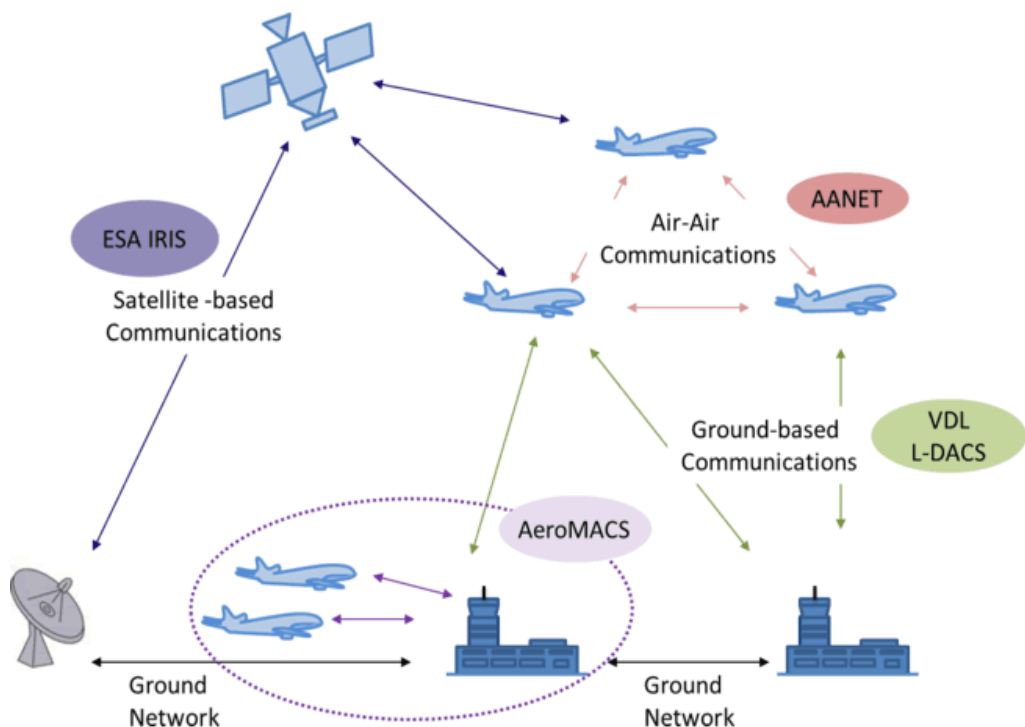 AANET
Air-Air
Communications
ESA IRIS
Satellite -based
Communications
VDL
L-DACS
Ground-based
Communications
AeroMACS
Ground
Network
Ground
Network